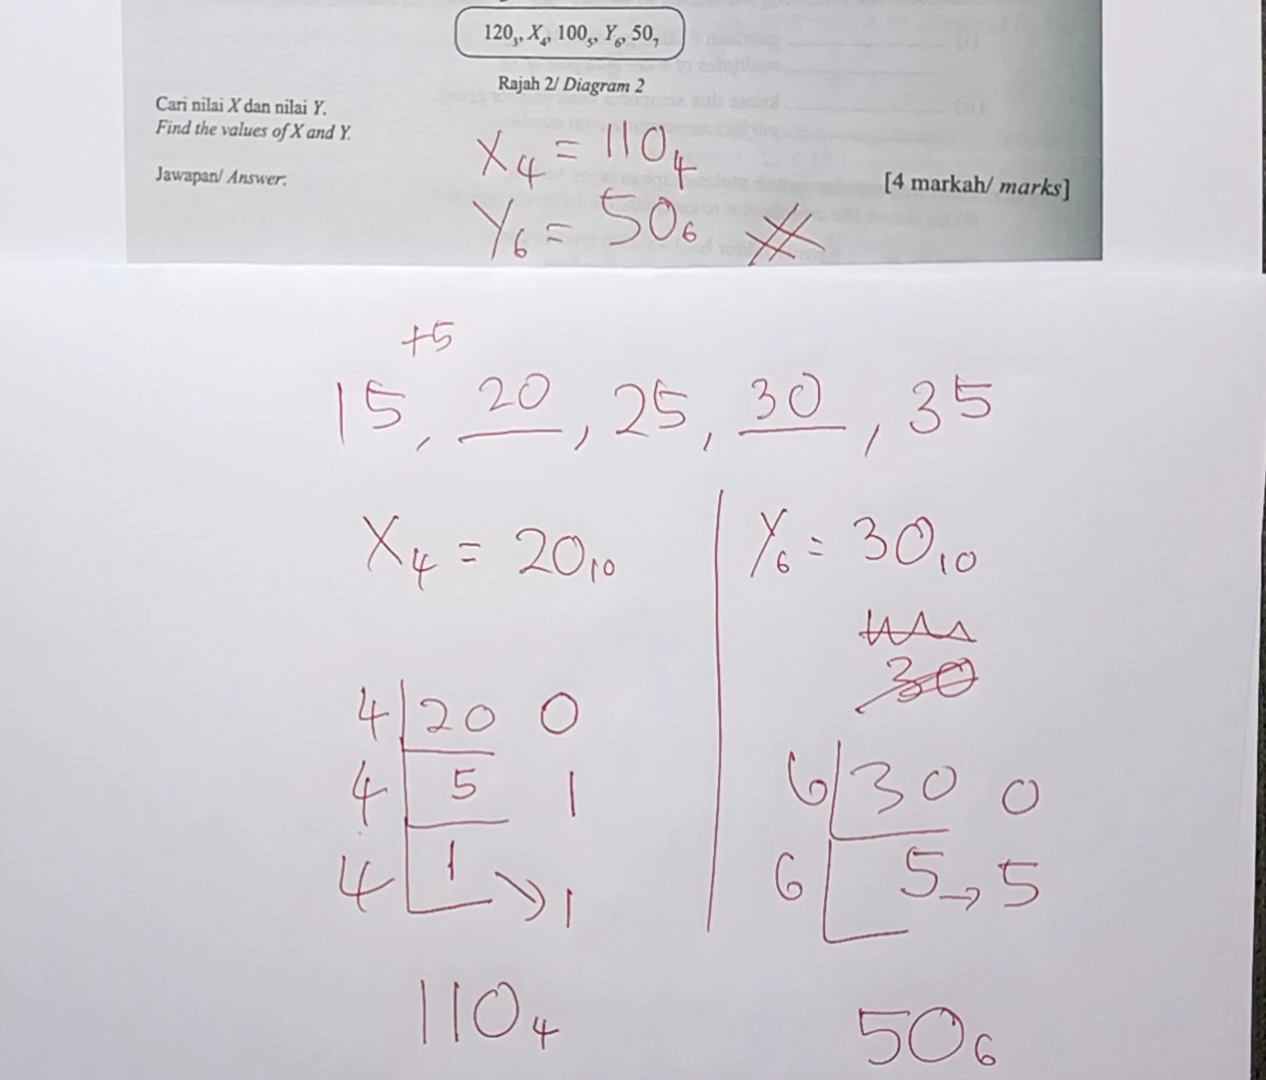 120₃, X₄, 100₅, Y₆, 50₇
Rajah 2/ Diagram 2
Cari nilai X dan nilai Y.
Find the values of X and Y.
Jawapan/ Answer:
[4 markah/ marks]
X₄ = 110₄
Y₆ = 50₆
+5
15, 20, 25, 30, 35
X₄ = 20₁₀
4 20 0
4 5 1
4 1 → 1
110₄
Y₆ = 30₁₀
30
6 30 0
6 5 → 5
50₆